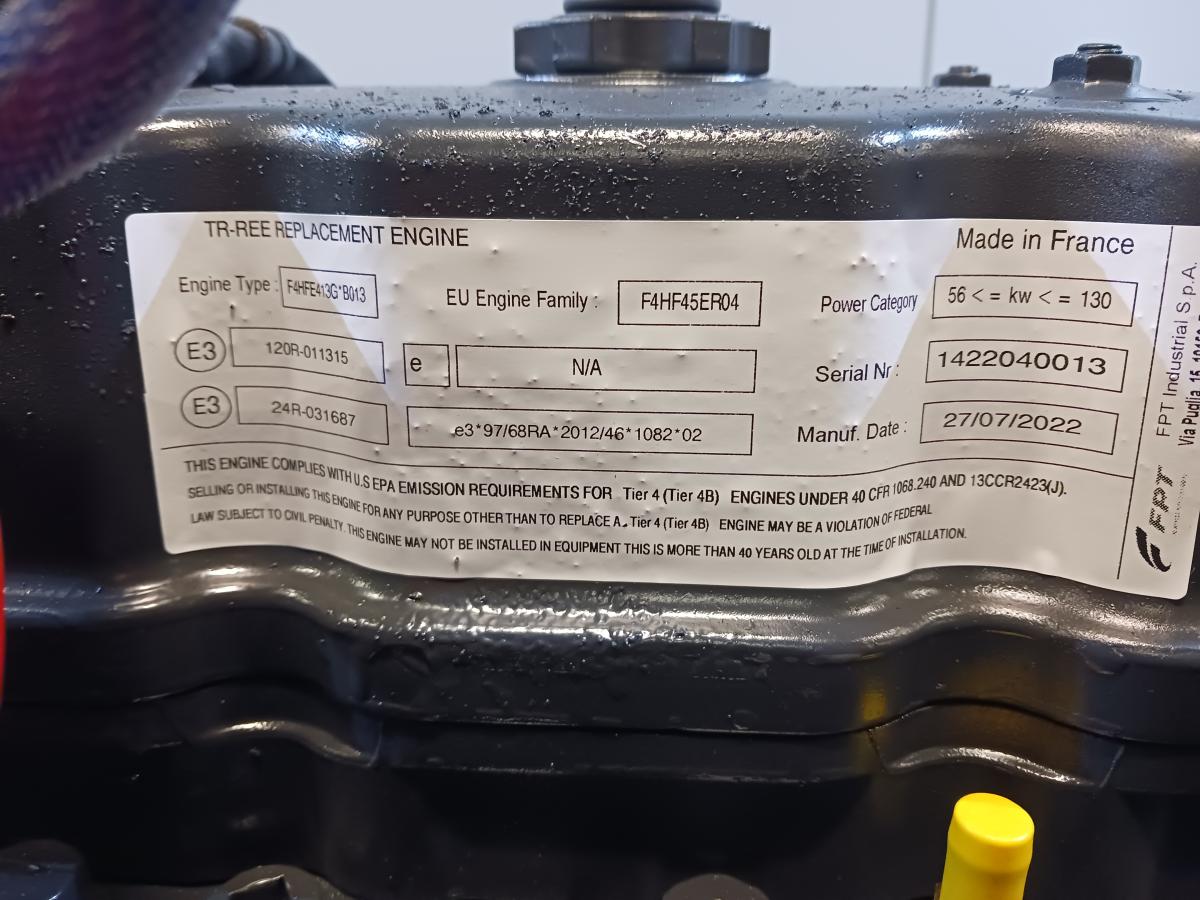 TR-REE REPLACEMENT ENGINE
Made in France
Engine Type : F4HFE413G*B013
EU Engine Family : F4HF45ER04
Power Category 56 < = kw < = 130
E3 120R-011315
e N/A
Serial Nr : 1422040013
E3 24R-031687
e3*97/68RA*2012/46*1082*02
Manuf. Date : 27/07/2022
THIS ENGINE COMPLIES WITH U.S EPA EMISSION REQUIREMENTS FOR Tier 4 (Tier 4B) ENGINES UNDER 40 CFR 1068.240 AND 13CCR2423(J).
SELLING OR INSTALLING THIS ENGINE FOR ANY PURPOSE OTHER THAN TO REPLACE A Tier 4 (Tier 4B) ENGINE MAY BE A VIOLATION OF FEDERAL
LAW SUBJECT TO CIVIL PENALTY. THIS ENGINE MAY NOT BE INSTALLED IN EQUIPMENT THIS IS MORE THAN 40 YEARS OLD AT THE TIME OF INSTALLATION.
FPT
FPT Industrial S.p.A.
Via Puglia 15,